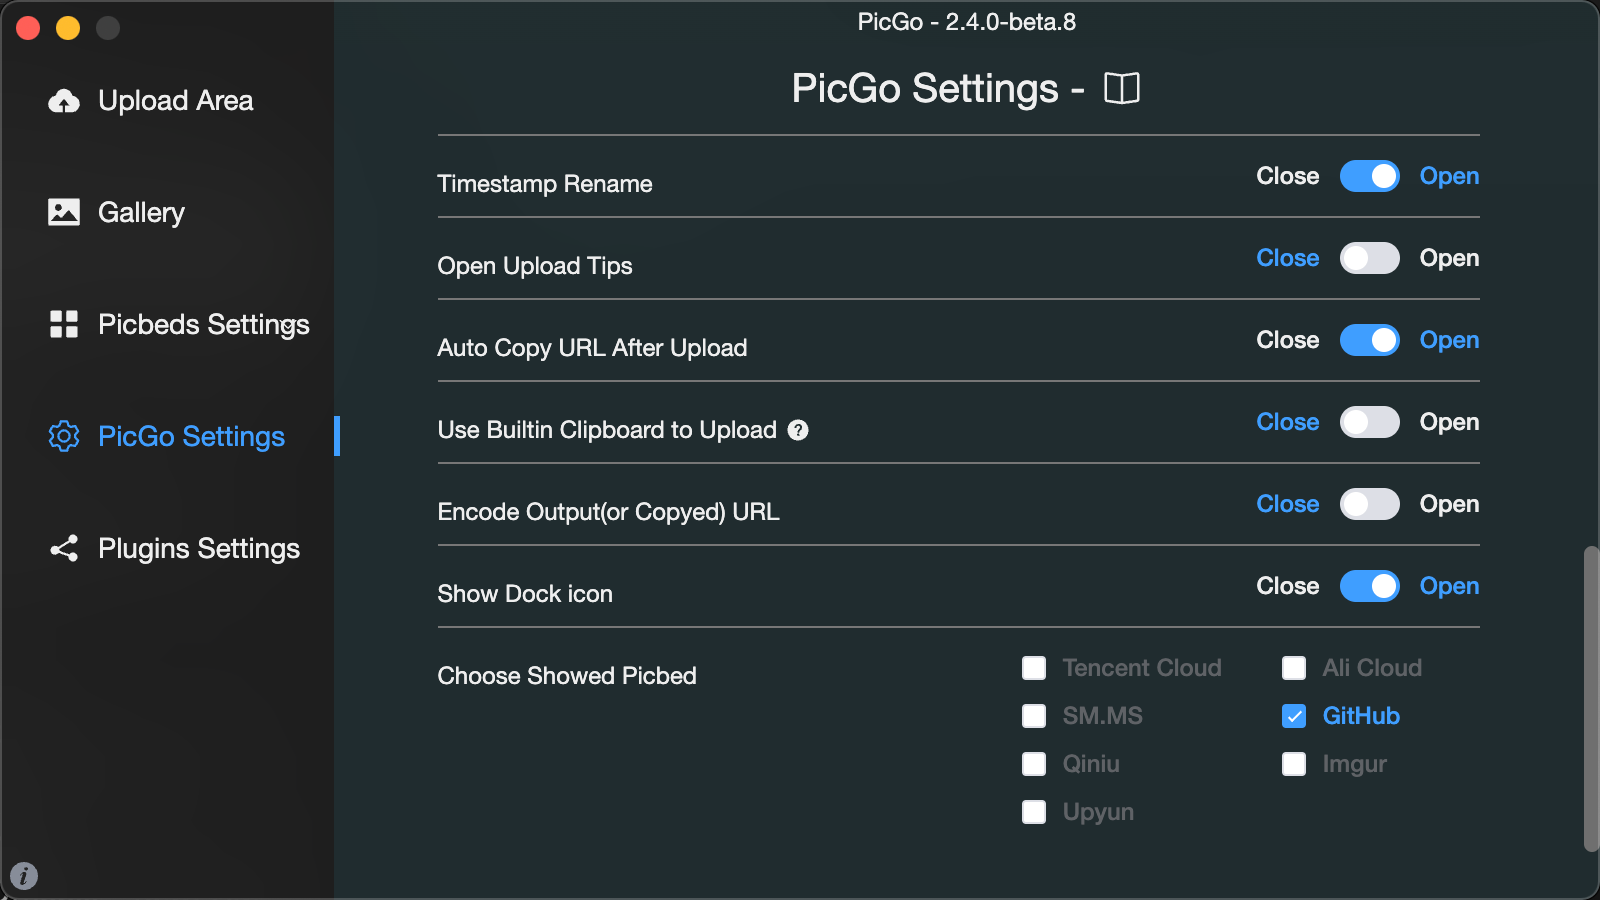 PicGo - 2.4.0-beta.8
Upload Area
Gallery
Picbeds Settings
PicGo Settings
Plugins Settings
PicGo Settings -
Timestamp Rename Close Open
Open Upload Tips Close Open
Auto Copy URL After Upload Close Open
Use Builtin Clipboard to Upload ? Close Open
Encode Output(or Copyed) URL Close Open
Show Dock icon Close Open
Choose Showed Picbed Tencent Cloud Ali Cloud
SM.MS GitHub
Qiniu Imgur
Upyun
i